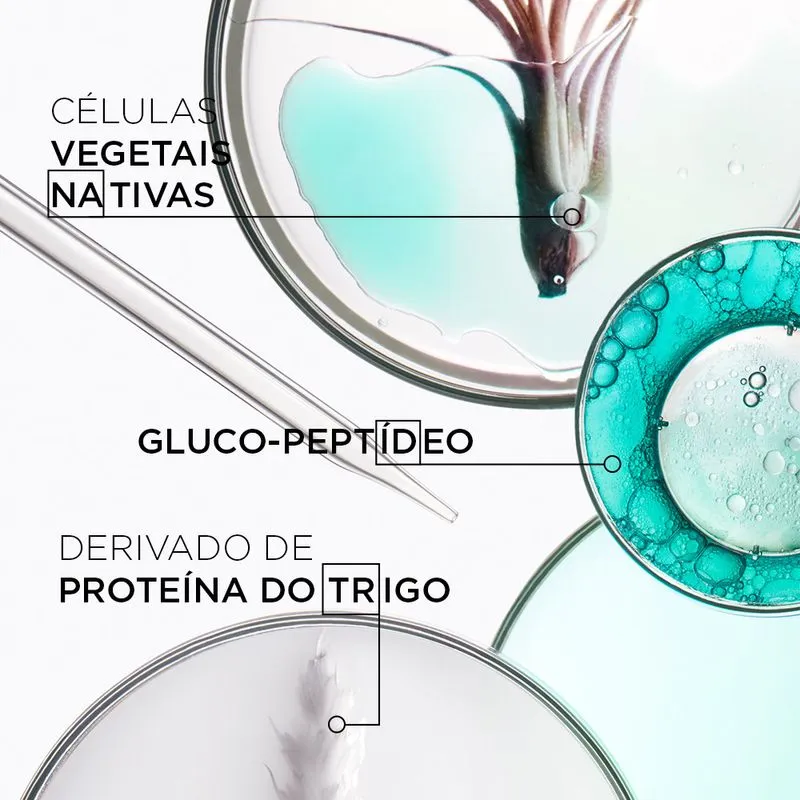 CÉLULAS
VEGETAIS
NATIVAS
GLUCO-PEPTÍDEO
DERIVADO DE
PROTEÍNA DO TRIGO